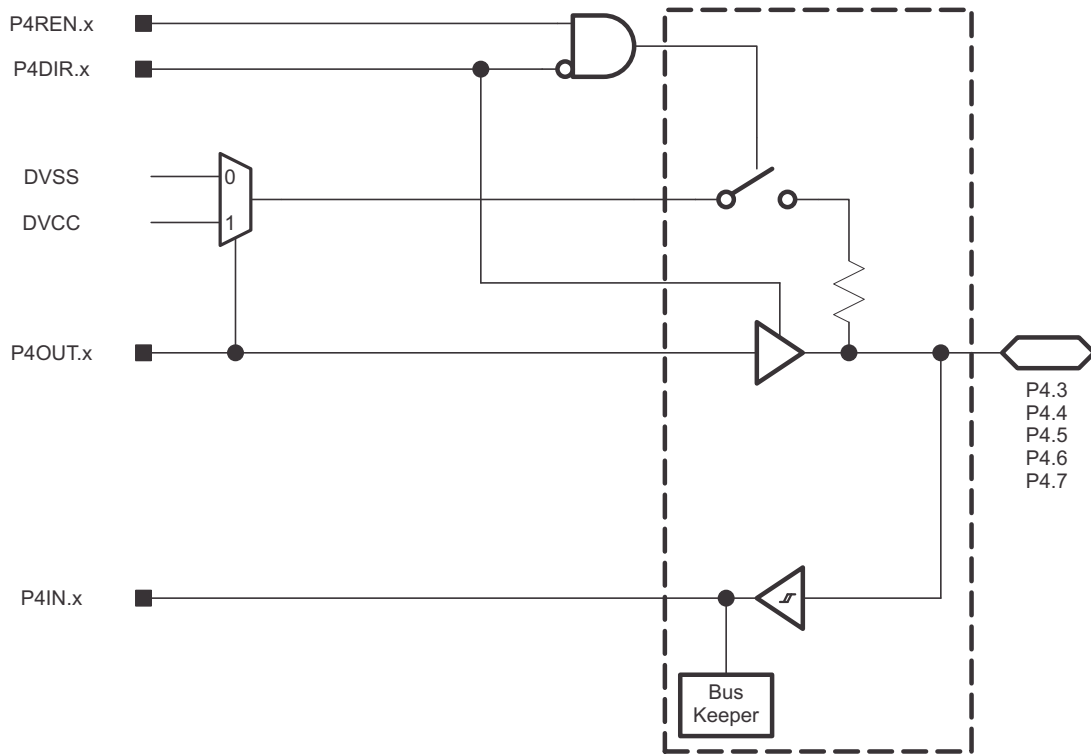 P4REN.x
P4DIR.x
DVSS
0
DVCC
1
P4OUT.x
P4.3
P4.4
P4.5
P4.6
P4.7
P4IN.x
Bus
Keeper